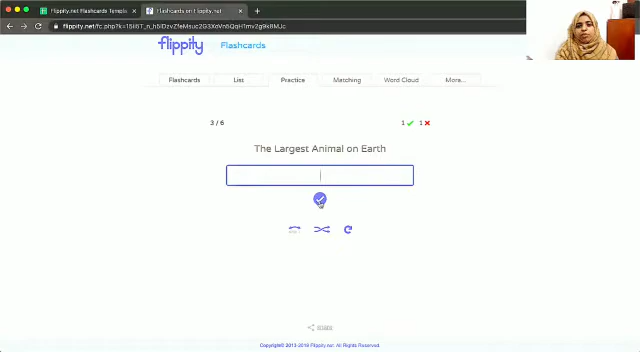 Flippity.net Flashcards Templa
Flashcards on Flippity.net
flippity.net/fc.php?k=
flippity
Flashcards
Flashcards List Practice Matching Word Cloud More...
3 / 6 1 1
The Largest Animal on Earth
SHARE
Copyright © 2013-2019 Flippity.net. All Rights Reserved.